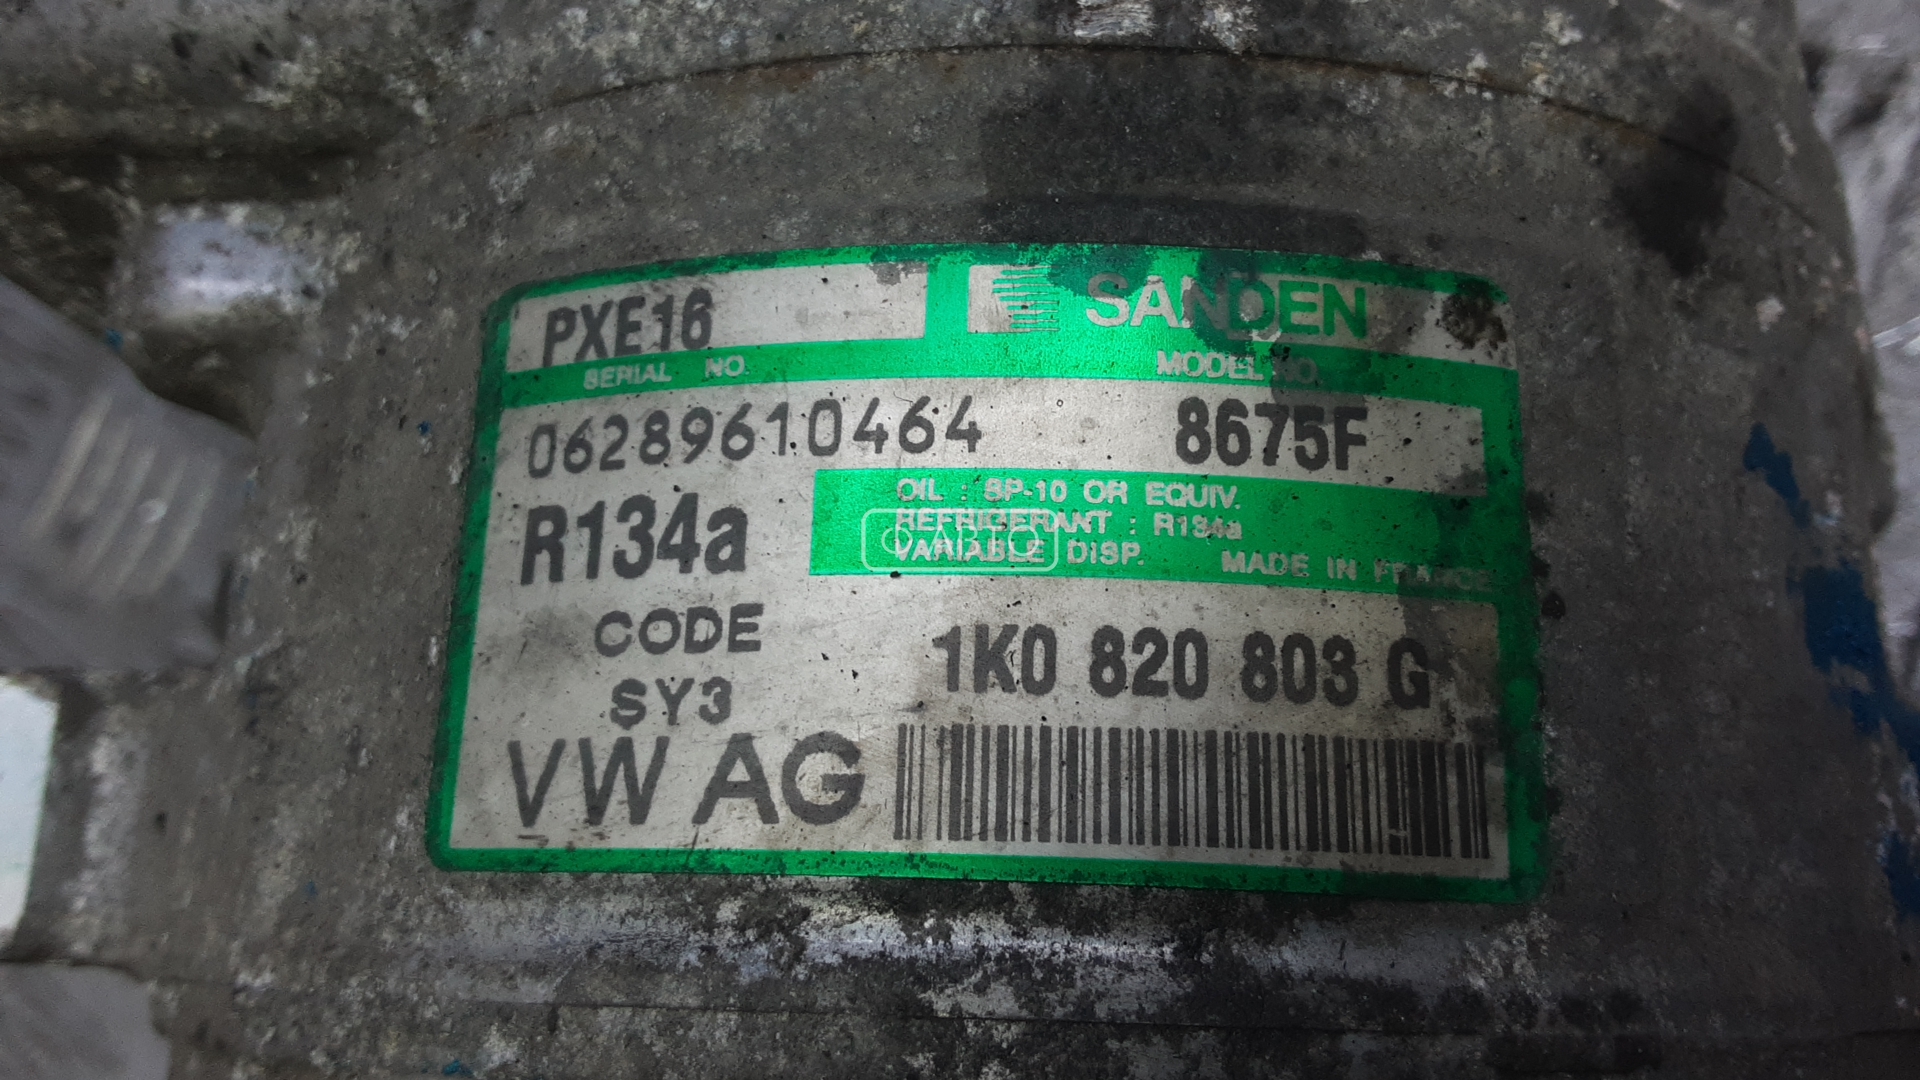 PXE16
SANDEN
SERIAL NO.
MODEL NO.
06289610464
8675F
R134a
OIL : SP-10 OR EQUIV.
REFRIGERANT : R134a
VARIABLE DISP.
MADE IN FRANCE
CODE
SY3
1K0 820 803 G
VW AG
АВТО